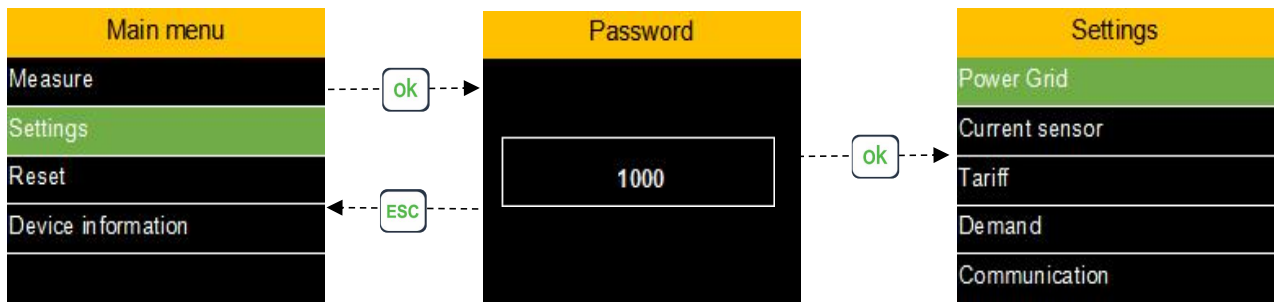 Main menu
Measure
Settings
Reset
Device information
ok
ESC
Password
1000
ok
Settings
Power Grid
Current sensor
Tariff
Demand
Communication